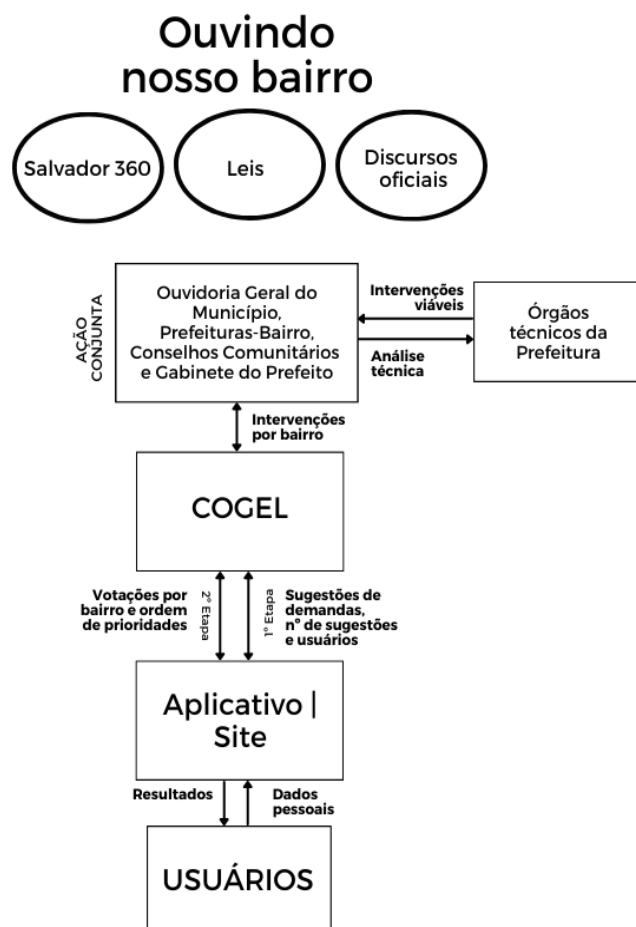 Ouvindo
nosso bairro
Salvador 360
Leis
Discursos
oficiais
AÇÃO
CONJUNTA
Ouvidoria Geral do
Município,
Prefeituras-Bairro,
Conselhos Comunitários
e Gabinete do Prefeito
Intervenções
viáveis
Análise
técnica
Órgãos
técnicos da
Prefeitura
Intervenções
por bairro
COGEL
Votações por
bairro e ordem
de prioridades
2º Etapa
1º Etapa
Sugestões de
demandas,
nº de sugestões
e usuários
Aplicativo |
Site
Resultados
Dados
pessoais
USUÁRIOS